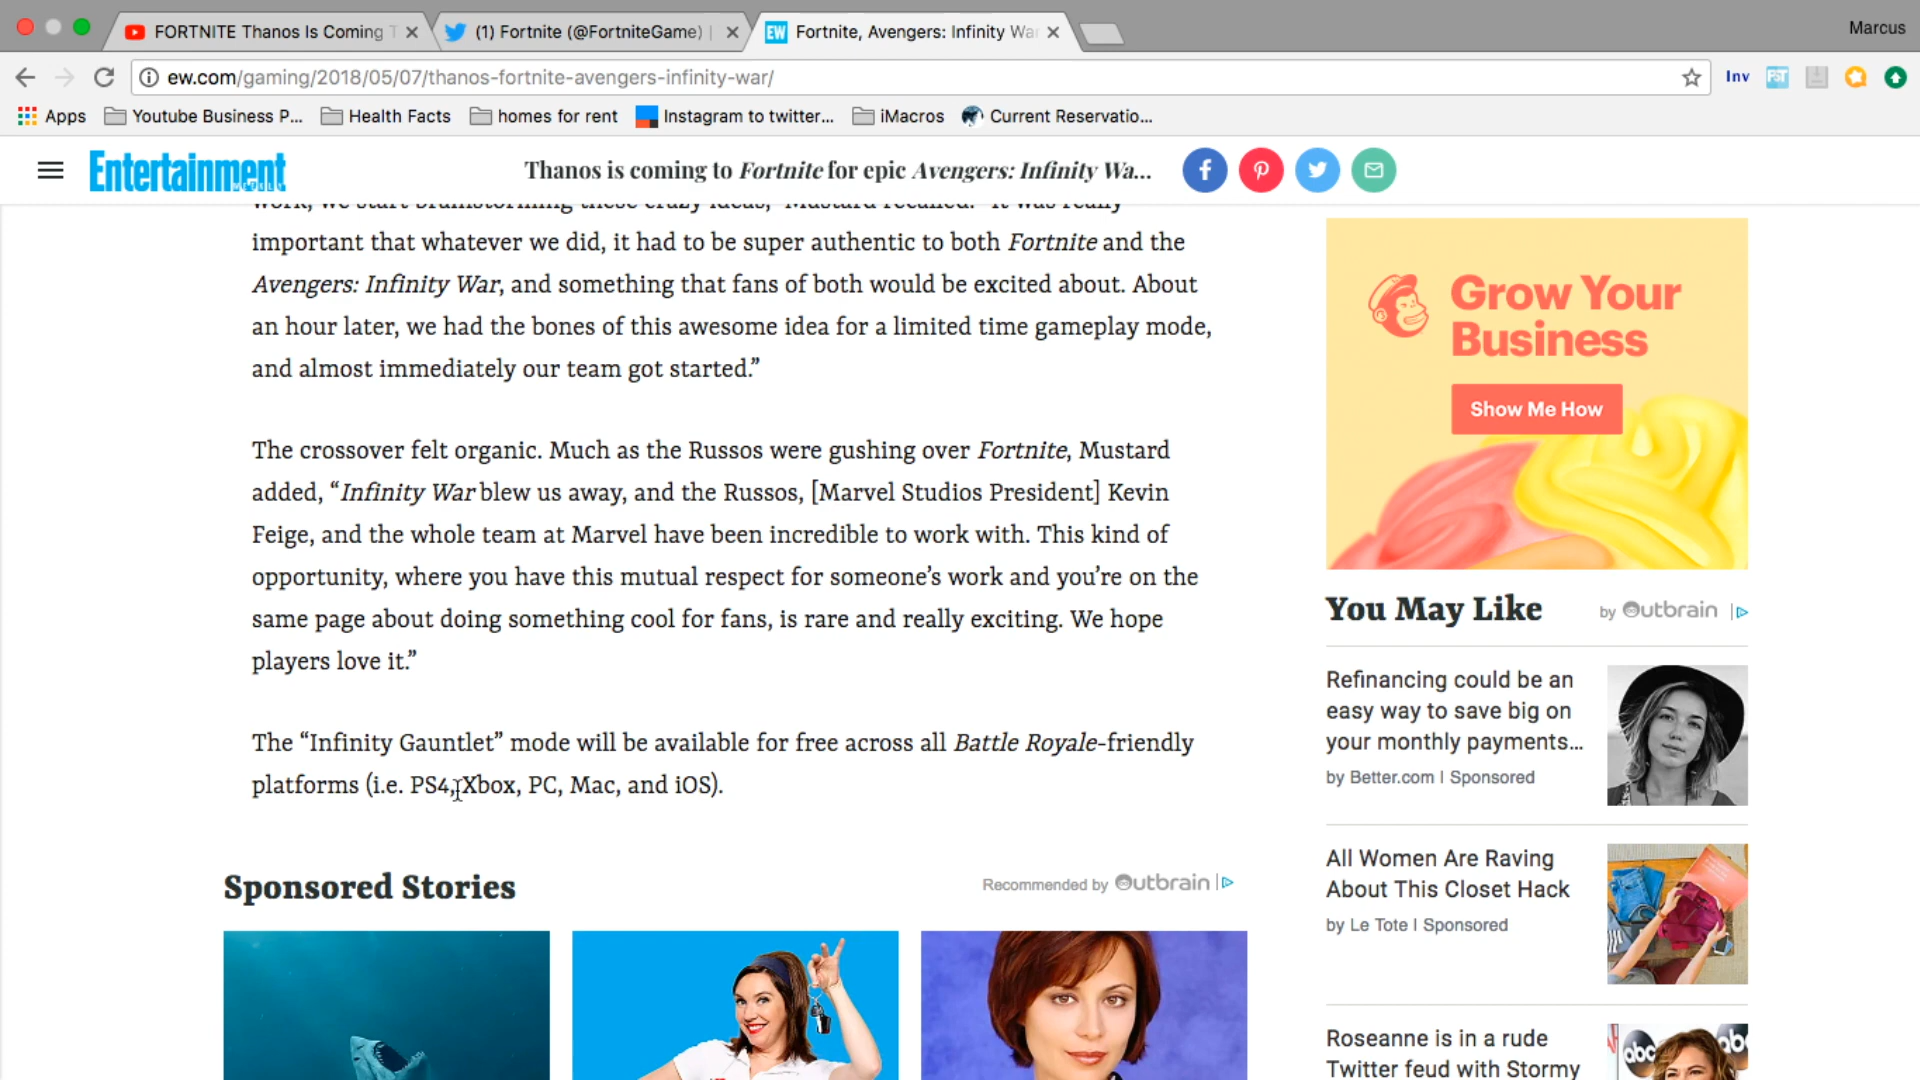 FORTNITE Thanos Is Coming T
(1) Fortnite (@FortniteGame) |
EW Fortnite, Avengers: Infinity War
Marcus
ew.com/gaming/2018/05/07/thanos-fortnite-avengers-infinity-war/
Inv
PST
Apps
Youtube Business P...
Health Facts
homes for rent
Instagram to twitter...
iMacros
Current Reservatio...
Entertainment
WEEKLY
Thanos is coming to Fortnite for epic Avengers: Infinity Wa...
work, we start brainstorming these crazy ideas,” Mustard recalled. “It was really
important that whatever we did, it had to be super authentic to both Fortnite and the
Avengers: Infinity War, and something that fans of both would be excited about. About
an hour later, we had the bones of this awesome idea for a limited time gameplay mode,
and almost immediately our team got started.”
The crossover felt organic. Much as the Russos were gushing over Fortnite, Mustard
added, “Infinity War blew us away, and the Russos, [Marvel Studios President] Kevin
Feige, and the whole team at Marvel have been incredible to work with. This kind of
opportunity, where you have this mutual respect for someone’s work and you’re on the
same page about doing something cool for fans, is rare and really exciting. We hope
players love it.”
The “Infinity Gauntlet” mode will be available for free across all Battle Royale-friendly
platforms (i.e. PS4, Xbox, PC, Mac, and iOS).
Sponsored Stories
Recommended by Outbrain
Grow Your
Business
Show Me How
You May Like
by Outbrain
Refinancing could be an
easy way to save big on
your monthly payments...
by Better.com | Sponsored
All Women Are Raving
About This Closet Hack
by Le Tote | Sponsored
Roseanne is in a rude
Twitter feud with Stormy
abc
abc